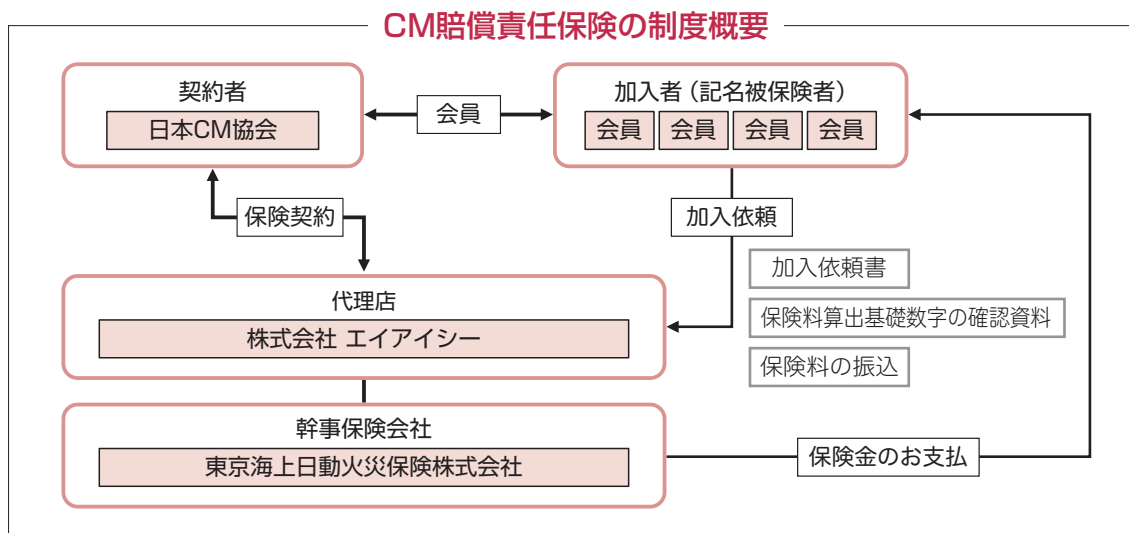 CM賠償責任保険の制度概要
契約者
日本CM協会
会員
加入者（記名被保険者）
会員 会員 会員 会員
保険契約
加入依頼
加入依頼書
保険料算出基礎数字の確認資料
保険料の振込
代理店
株式会社 エイアイシー
幹事保険会社
東京海上日動火災保険株式会社
保険金のお支払